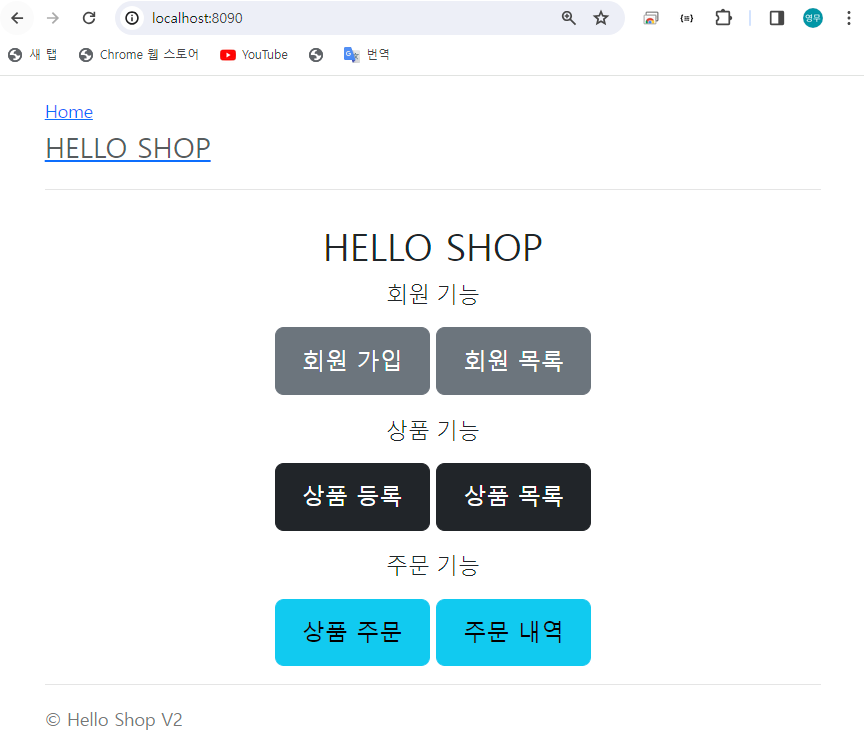 localhost:8090
영무
새 탭 Chrome 웹 스토어 YouTube 번역
Home
HELLO SHOP
HELLO SHOP
회원 기능
회원 가입 회원 목록
상품 기능
상품 등록 상품 목록
주문 기능
상품 주문 주문 내역
© Hello Shop V2